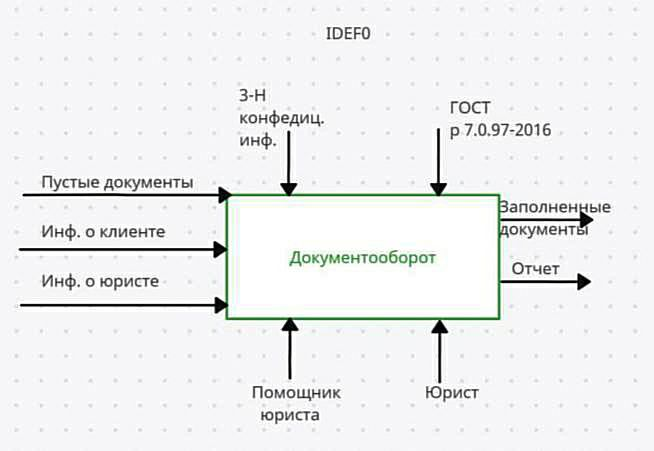 IDEF0
З-Н
конфедиц.
инф.
ГОСТ
р 7.0.97-2016
Пустые документы
Инф. о клиенте
Инф. о юристе
Документооборот
Заполненные
документы
Отчет
Помощник
юриста
Юрист